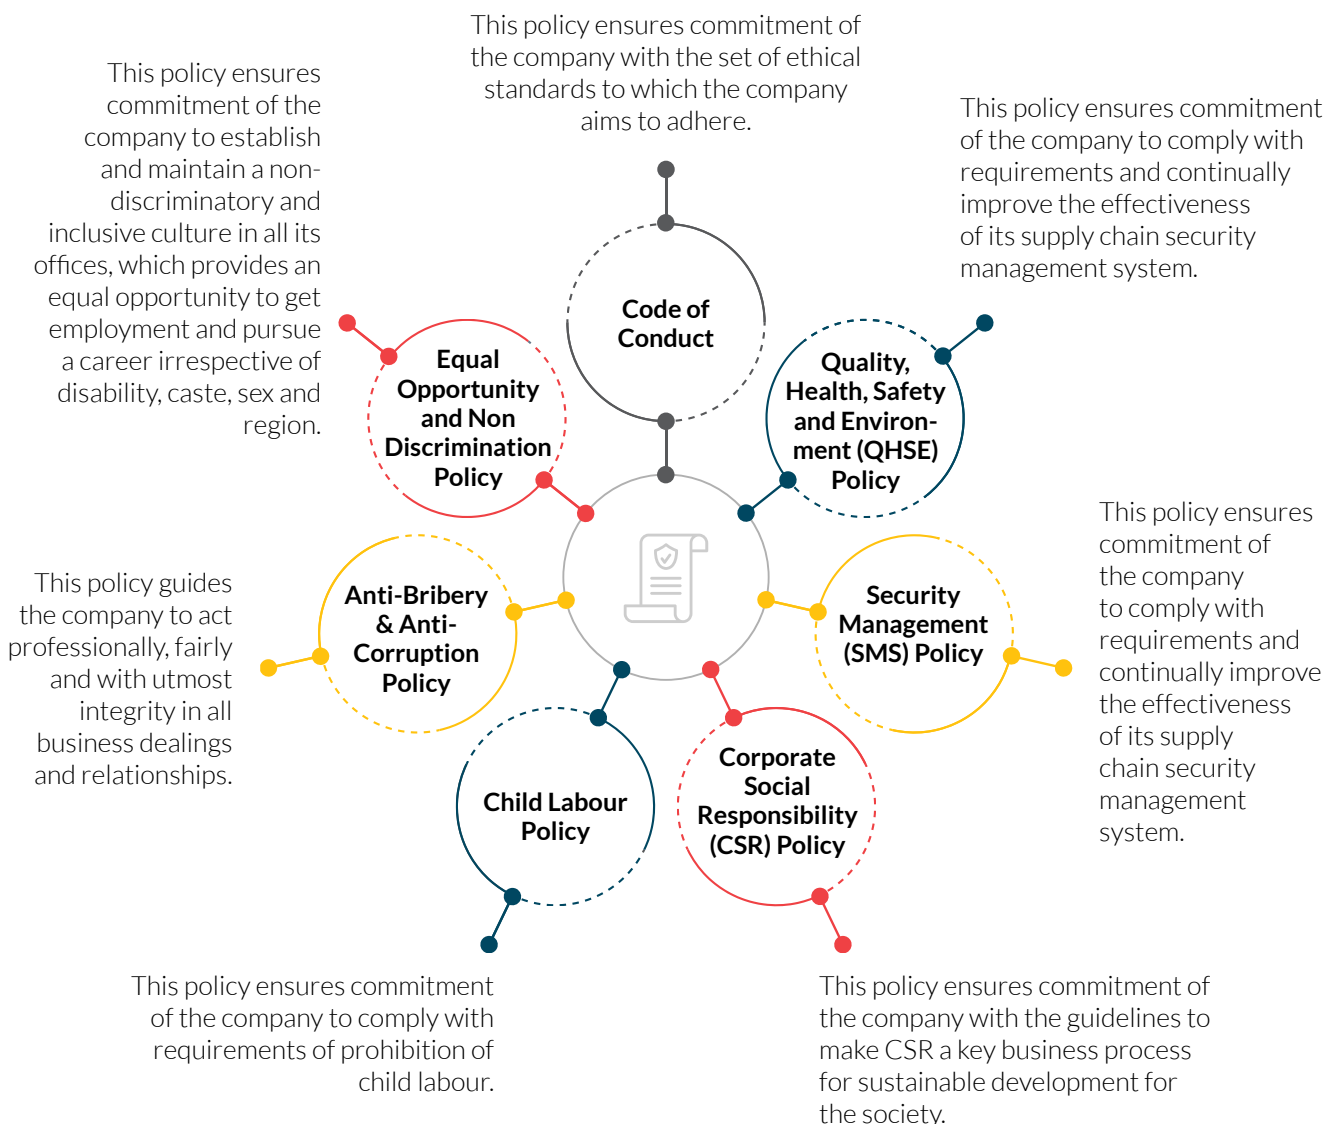 This policy ensures commitment of
the company with the set of ethical
standards to which the company
aims to adhere.
Code of
Conduct
This policy ensures commitment
of the company to comply with
requirements and continually
improve the effectiveness
of its supply chain security
management system.
Quality,
Health, Safety
and Environ-
ment (QHSE)
Policy
This policy ensures
commitment of
the company
to comply with
requirements and
continually improve
the effectiveness
of its supply
chain security
management
system.
Security
Management
(SMS) Policy
This policy ensures commitment of
the company with the guidelines to
make CSR a key business process
for sustainable development for
the society.
Corporate
Social
Responsibility
(CSR) Policy
This policy ensures commitment
of the company to comply with
requirements of prohibition of
child labour.
Child Labour
Policy
This policy guides
the company to act
professionally, fairly
and with utmost
integrity in all
business dealings
and relationships.
Anti-Bribery
& Anti-
Corruption
Policy
This policy ensures
commitment of the
company to establish
and maintain a non-
discriminatory and
inclusive culture in all its
offices, which provides an
equal opportunity to get
employment and pursue
a career irrespective of
disability, caste, sex and
region.
Equal
Opportunity
and Non
Discrimination
Policy